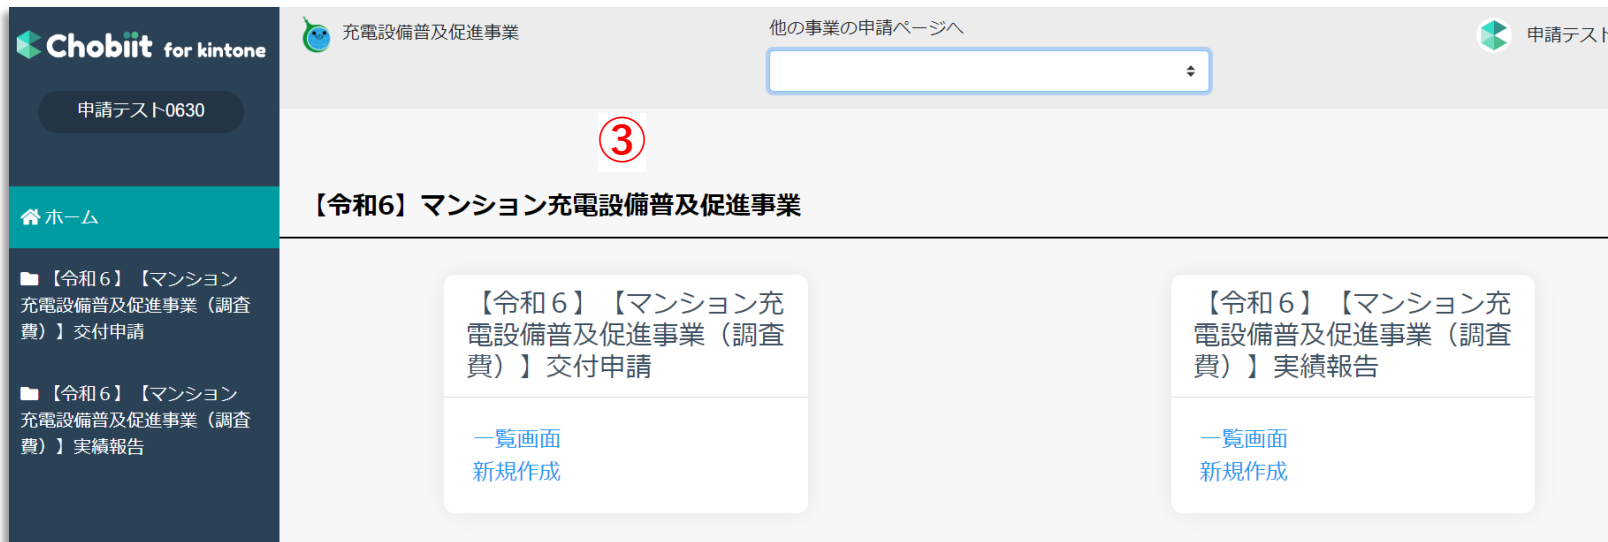 Chobiit for kintone
申請テスト0630
ホーム
【令和６】【マンション
充電設備普及促進事業（調査
費）】交付申請
【令和６】【マンション
充電設備普及促進事業（調査
費）】実績報告
充電設備普及促進事業
他の事業の申請ページへ
申請テスト
③
【令和6】マンション充電設備普及促進事業
【令和６】【マンション充
電設備普及促進事業（調査
費）】交付申請
一覧画面
新規作成
【令和６】【マンション充
電設備普及促進事業（調査
費）】実績報告
一覧画面
新規作成